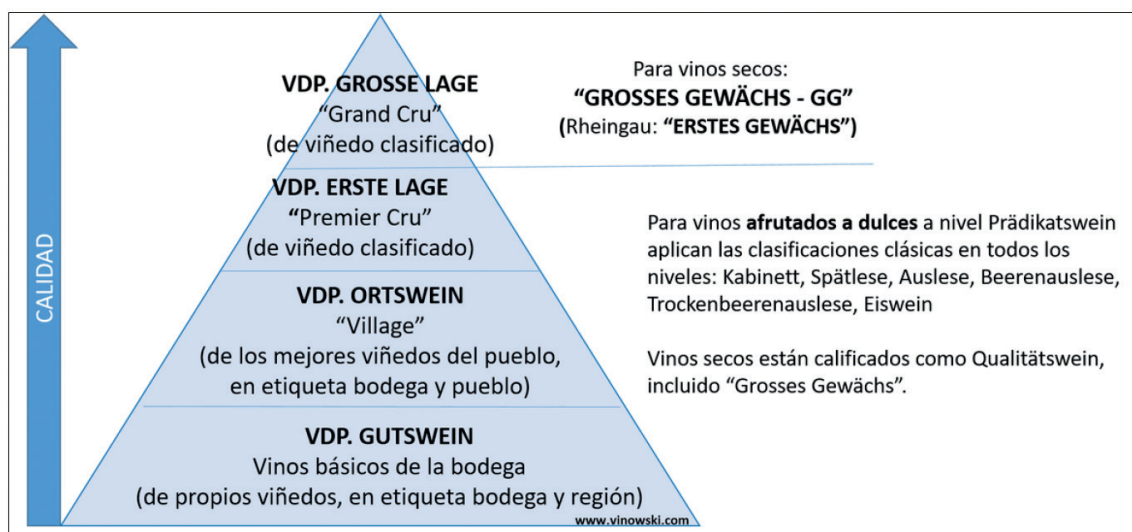 CALIDAD
VDP. GROSSE LAGE
“Grand Cru”
(de viñedo clasificado)
VDP. ERSTE LAGE
“Premier Cru”
(de viñedo clasificado)
VDP. ORTSWEIN
“Village”
(de los mejores viñedos del pueblo,
en etiqueta bodega y pueblo)
VDP. GUTSWEIN
Vinos básicos de la bodega
(de propios viñedos, en etiqueta bodega y región)
www.vinowski.com
Para vinos secos:
“GROSSES GEWÄCHS - GG”
(Rheingau: “ERSTES GEWÄCHS”)
Para vinos afrutados a dulces a nivel Prädikatswein
aplican las clasificaciones clásicas en todos los
niveles: Kabinett, Spätlese, Auslese, Beerenauslese,
Trockenbeerenauslese, Eiswein
Vinos secos están calificados como Qualitätswein,
incluido “Grosses Gewächs”.